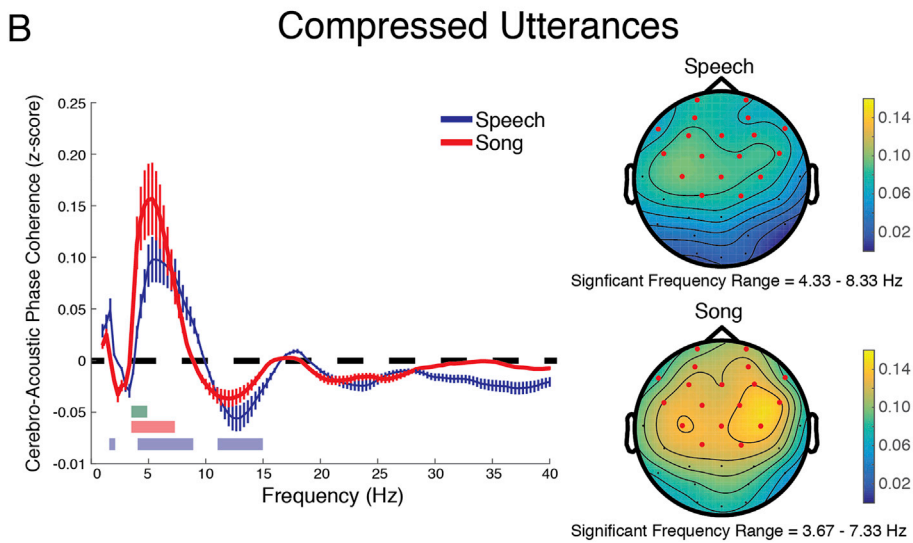 B
Compressed Utterances
Cerebro-Acoustic Phase Coherence (z-score)
0.25
0.20
0.15
0.10
0.05
0
-0.05
-0.01
0
5
10
15
20
25
30
35
40
Frequency (Hz)
Speech
Song
Speech
0.14
0.10
0.06
0.02
Signficant Frequency Range = 4.33 - 8.33 Hz
Song
0.14
0.10
0.06
0.02
Significant Frequency Range = 3.67 - 7.33 Hz